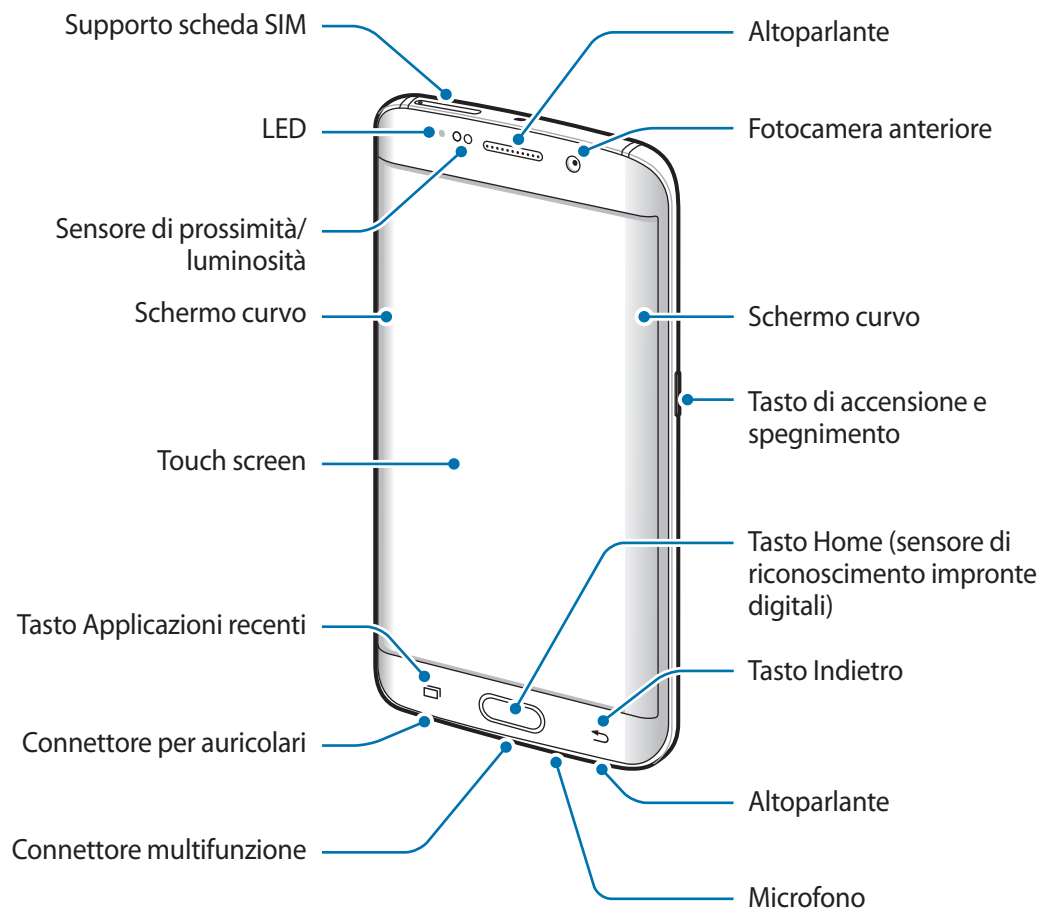 Supporto scheda SIM
LED
Sensore di prossimità/
luminosità
Schermo curvo
Touch screen
Tasto Applicazioni recenti
Connettore per auricolari
Connettore multifunzione
Altoparlante
Fotocamera anteriore
Schermo curvo
Tasto di accensione e
spegnimento
Tasto Home (sensore di
riconoscimento impronte
digitali)
Tasto Indietro
Altoparlante
Microfono